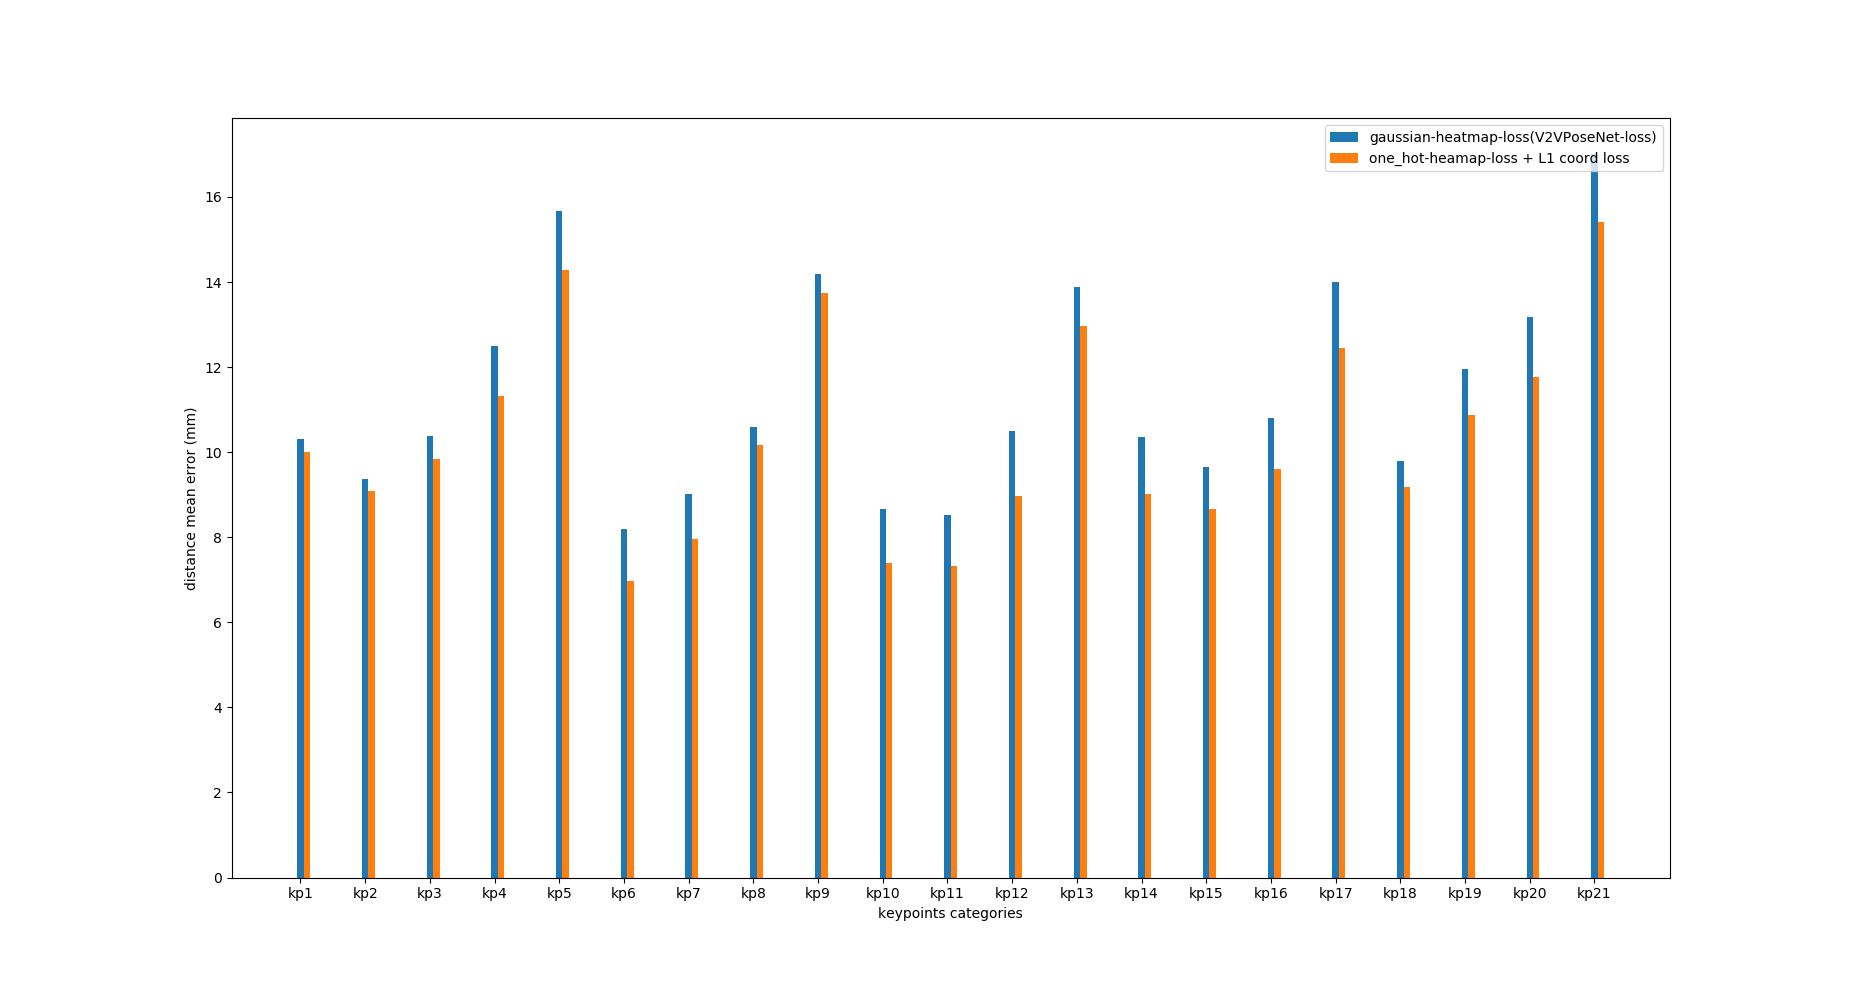 gaussian-heatmap-loss(V2VPoseNet-loss)
one_hot-heamap-loss + L1 coord loss
16
14
12
10
8
6
4
2
0
distance mean error (mm)
kp1 kp2 kp3 kp4 kp5 kp6 kp7 kp8 kp9 kp10 kp11 kp12 kp13 kp14 kp15 kp16 kp17 kp18 kp19 kp20 kp21
keypoints categories